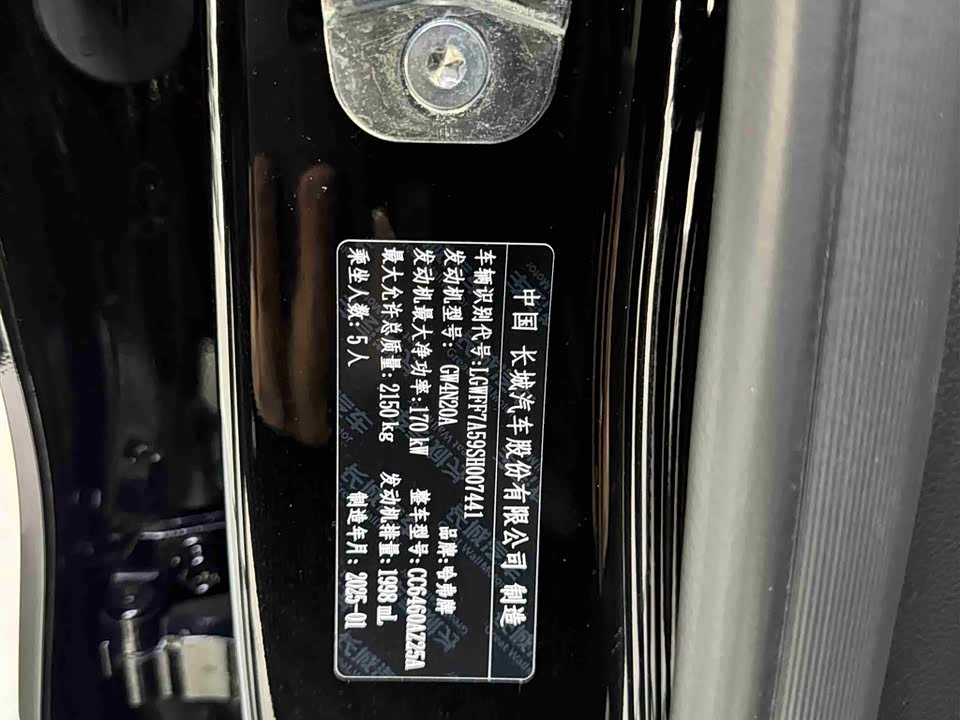 中国 长城汽车股份有限公司 制造
车辆识别代号:LGWFF7A59SH007441
发动机型号: GW4N20A 品牌:哈弗牌
发动机最大净功率:170 kW 整车型号:CC6460AZ25A
最大允许总质量: 2150kg 发动机排量:1998 mL
乘坐人数: 5 人 制造年月: 2025-01